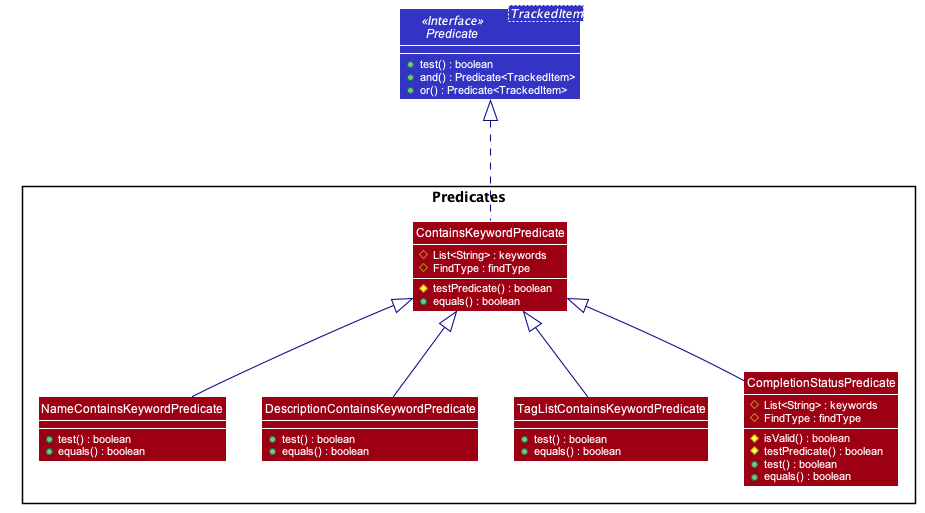 TrackedItem
«Interface»
Predicate
test() : boolean
and() : Predicate<TrackedItem>
or() : Predicate<TrackedItem>
Predicates
ContainsKeywordPredicate
List<String> : keywords
FindType : findType
testPredicate() : boolean
equals() : boolean
NameContainsKeywordPredicate
test() : boolean
equals() : boolean
DescriptionContainsKeywordPredicate
test() : boolean
equals() : boolean
TagListContainsKeywordPredicate
test() : boolean
equals() : boolean
CompletionStatusPredicate
List<String> : keywords
FindType : findType
isValid() : boolean
testPredicate() : boolean
test() : boolean
equals() : boolean